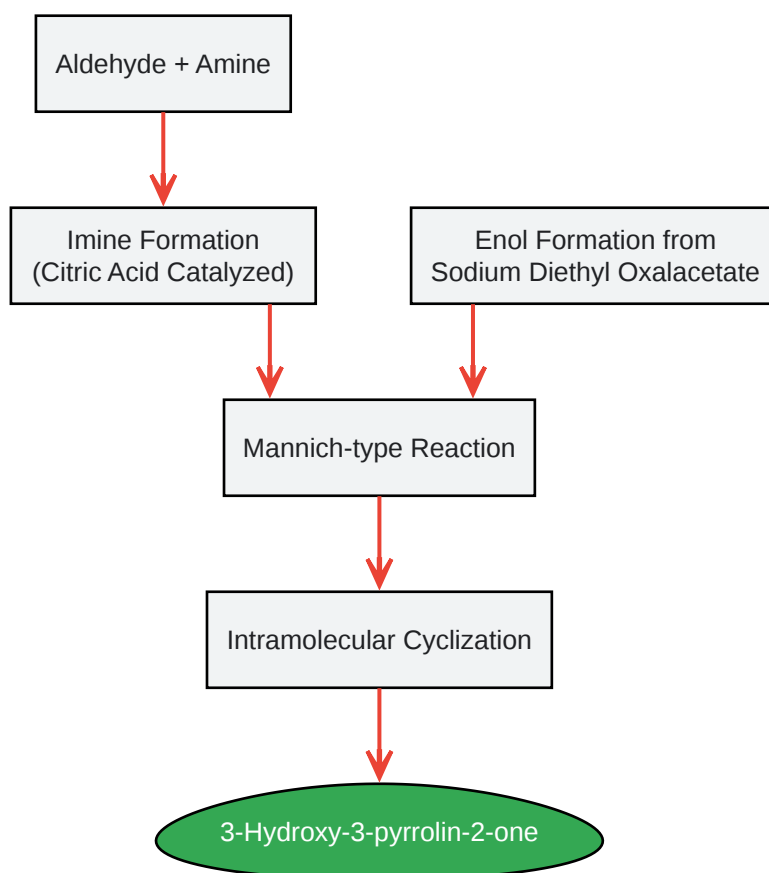 Aldehyde + Amine
Imine Formation
(Citric Acid Catalyzed)
Enol Formation from
Sodium Diethyl Oxalacetate
Mannich-type Reaction
Intramolecular Cyclization
3-Hydroxy-3-pyrrolin-2-one